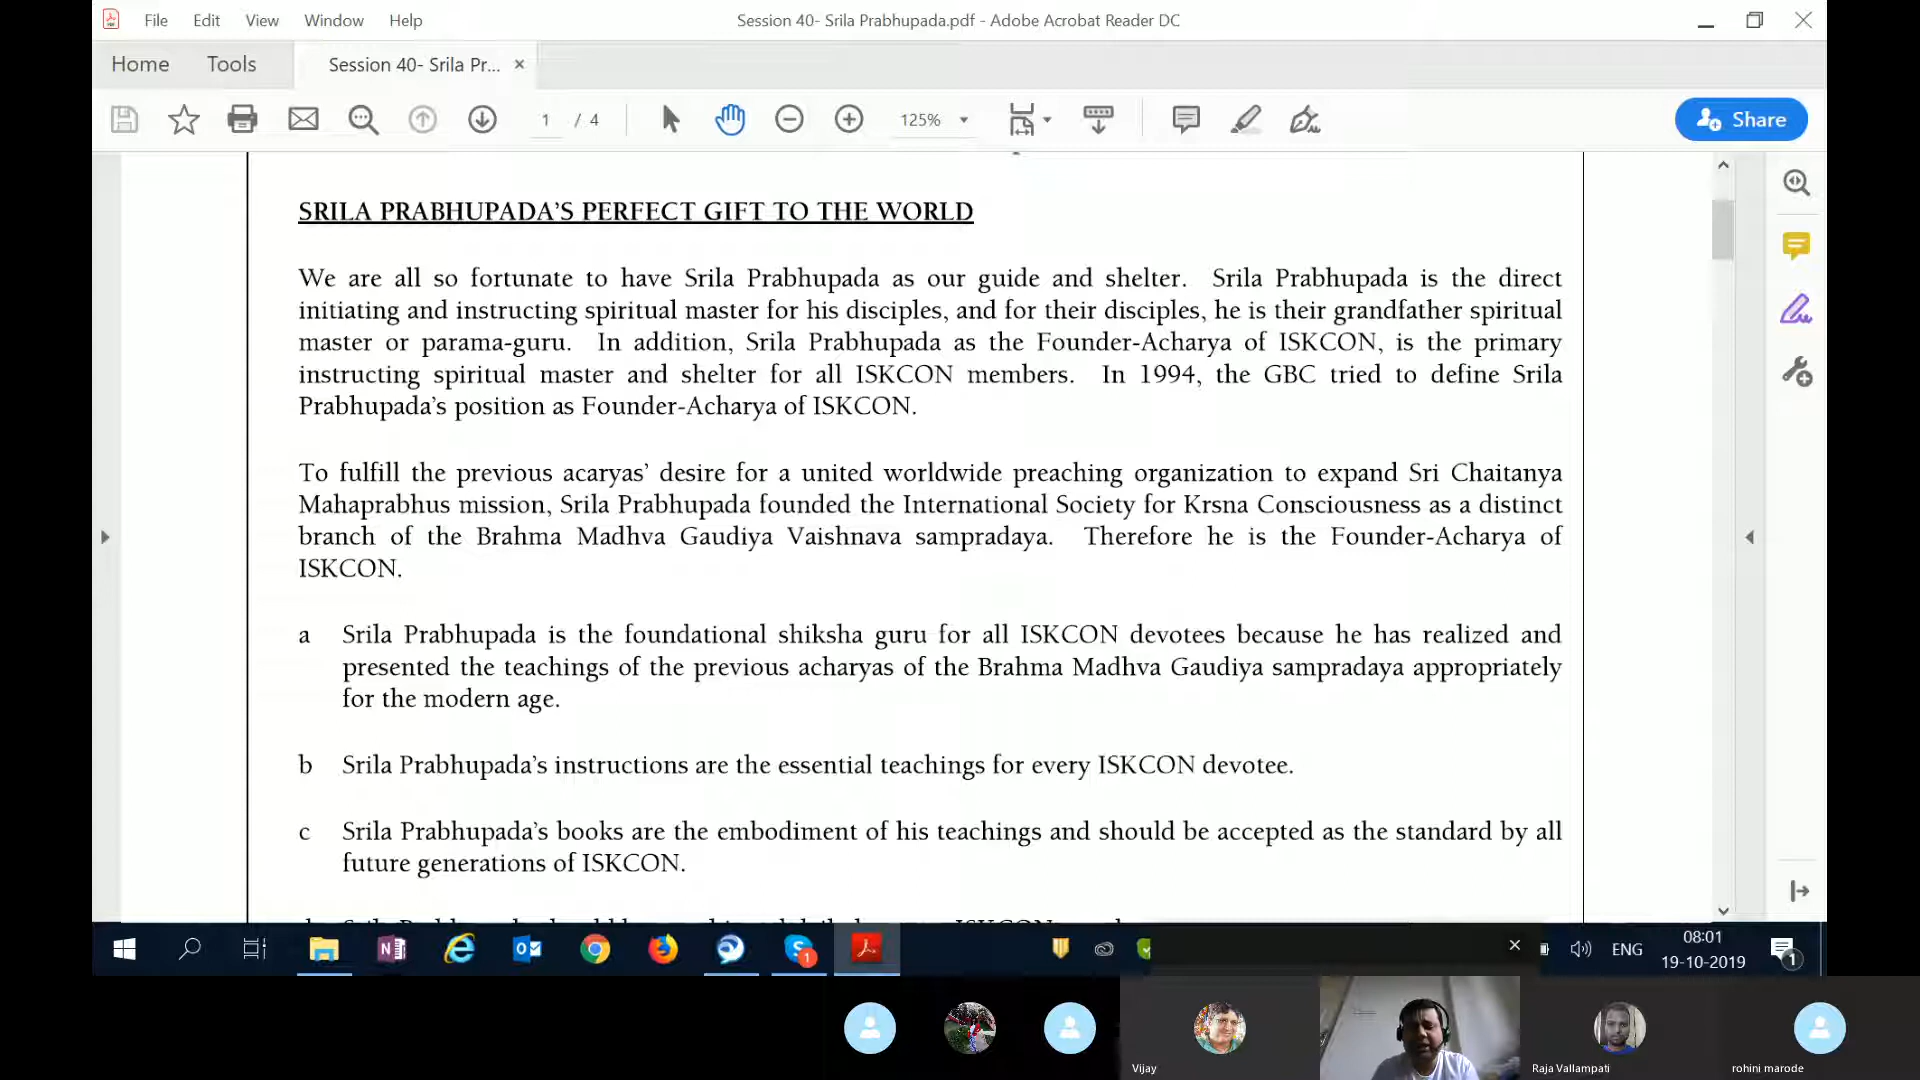 File Edit View Window Help
Session 40- Srila Prabhupada.pdf - Adobe Acrobat Reader DC
Home Tools Session 40- Srila Pr... ×
1 / 4 125% Share
SRILA PRABHUPADA’S PERFECT GIFT TO THE WORLD
We are all so fortunate to have Srila Prabhupada as our guide and shelter. Srila Prabhupada is the direct
initiating and instructing spiritual master for his disciples, and for their disciples, he is their grandfather spiritual
master or parama-guru. In addition, Srila Prabhupada as the Founder-Acharya of ISKCON, is the primary
instructing spiritual master and shelter for all ISKCON members. In 1994, the GBC tried to define Srila
Prabhupada’s position as Founder-Acharya of ISKCON.
To fulfill the previous acaryas’ desire for a united worldwide preaching organization to expand Sri Chaitanya
Mahaprabhus mission, Srila Prabhupada founded the International Society for Krsna Consciousness as a distinct
branch of the Brahma Madhva Gaudiya Vaishnava sampradaya. Therefore he is the Founder-Acharya of
ISKCON.
a Srila Prabhupada is the foundational shiksha guru for all ISKCON devotees because he has realized and
presented the teachings of the previous acharyas of the Brahma Madhva Gaudiya sampradaya appropriately
for the modern age.
b Srila Prabhupada’s instructions are the essential teachings for every ISKCON devotee.
c Srila Prabhupada’s books are the embodiment of his teachings and should be accepted as the standard by all
future generations of ISKCON.
ENG
08:01
19-10-2019
1
1
Vijay
Raja Vallampati
rohini marode